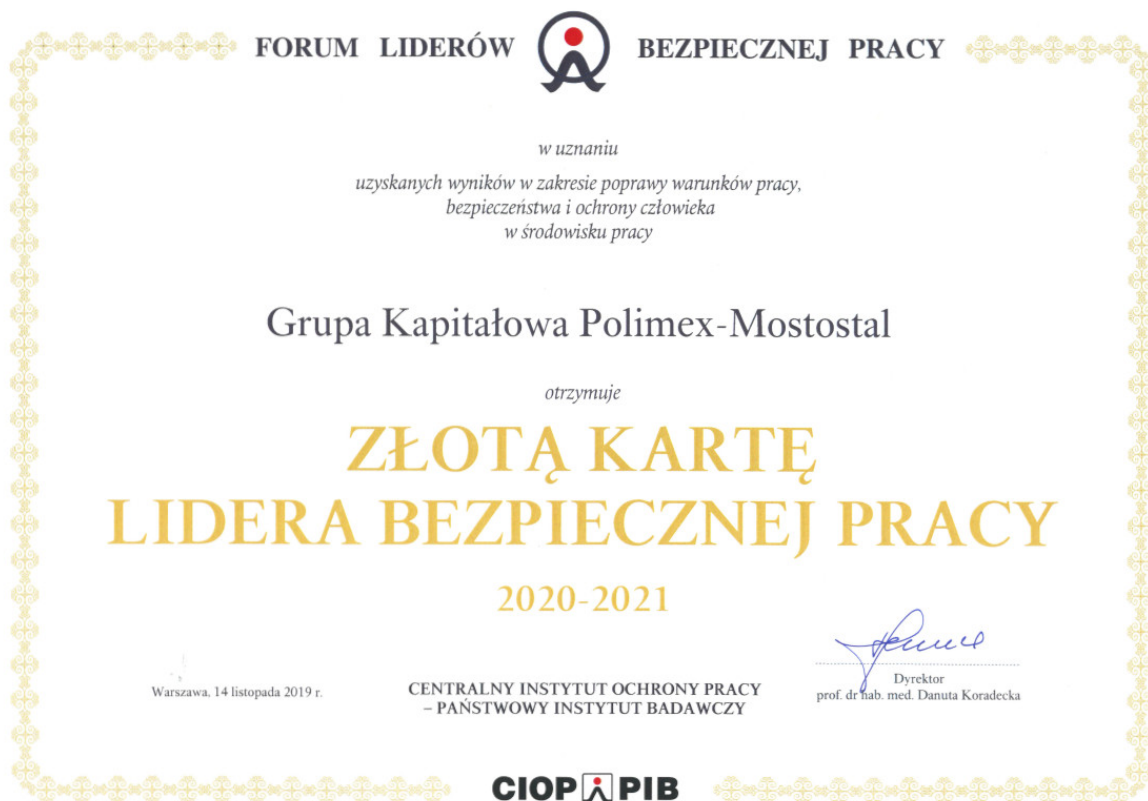 FORUM LIDERÓW BEZPIECZNEJ PRACY
w uznaniu
uzyskanych wyników w zakresie poprawy warunków pracy,
bezpieczeństwa i ochrony człowieka
w środowisku pracy
Grupa Kapitałowa Polimex-Mostostal
otrzymuje
ZŁOTĄ KARTĘ
LIDERA BEZPIECZNEJ PRACY
2020-2021
Warszawa, 14 listopada 2019 r.
CENTRALNY INSTYTUT OCHRONY PRACY
– PAŃSTWOWY INSTYTUT BADAWCZY
Dyrektor
prof. dr hab. med. Danuta Koradecka
CIOP PIB